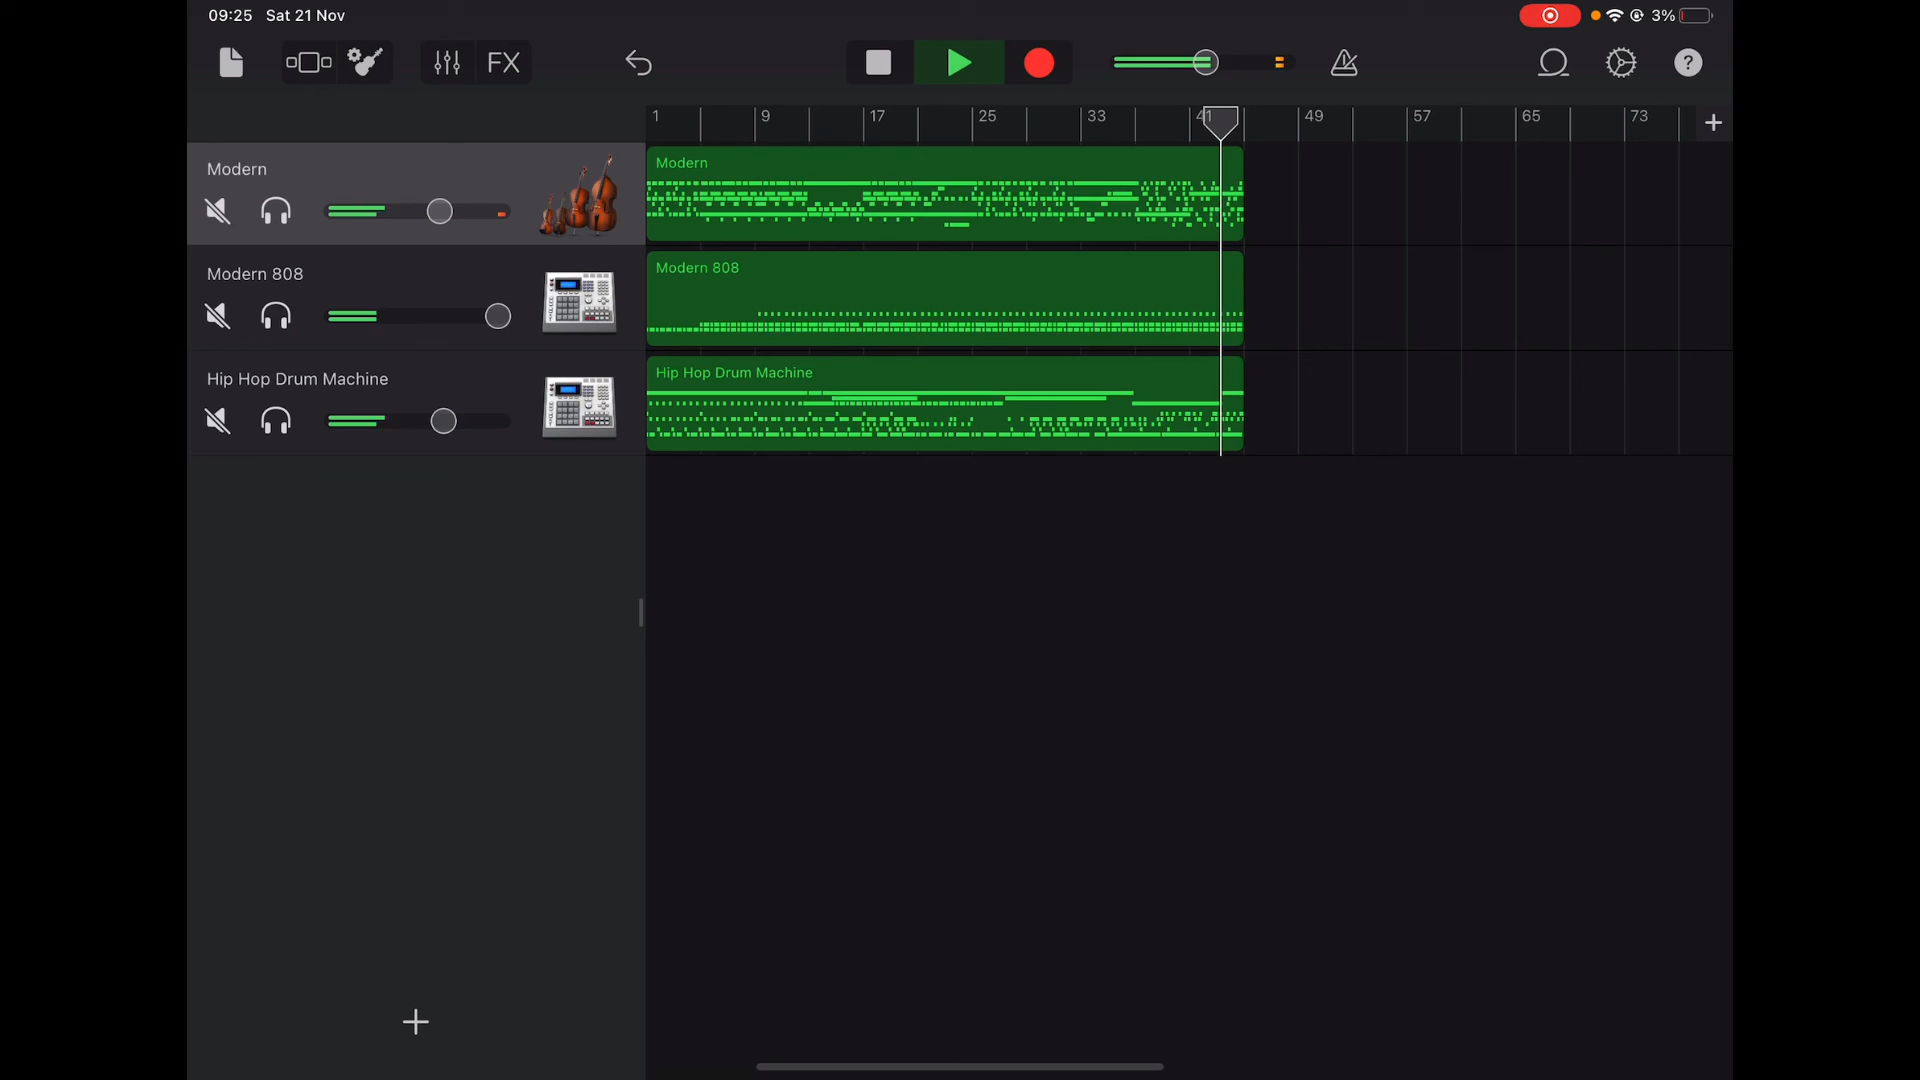 09:25 Sat 21 Nov 3%
FX
1 9 17 25 33 41 49 57 65 73
Modern
Modern
Modern 808
Modern 808
Hip Hop Drum Machine
Hip Hop Drum Machine